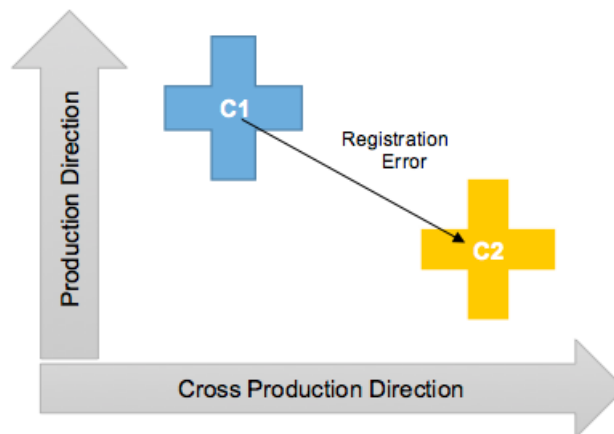 Production Direction
C1
Registration
Error
C2
Cross Production Direction